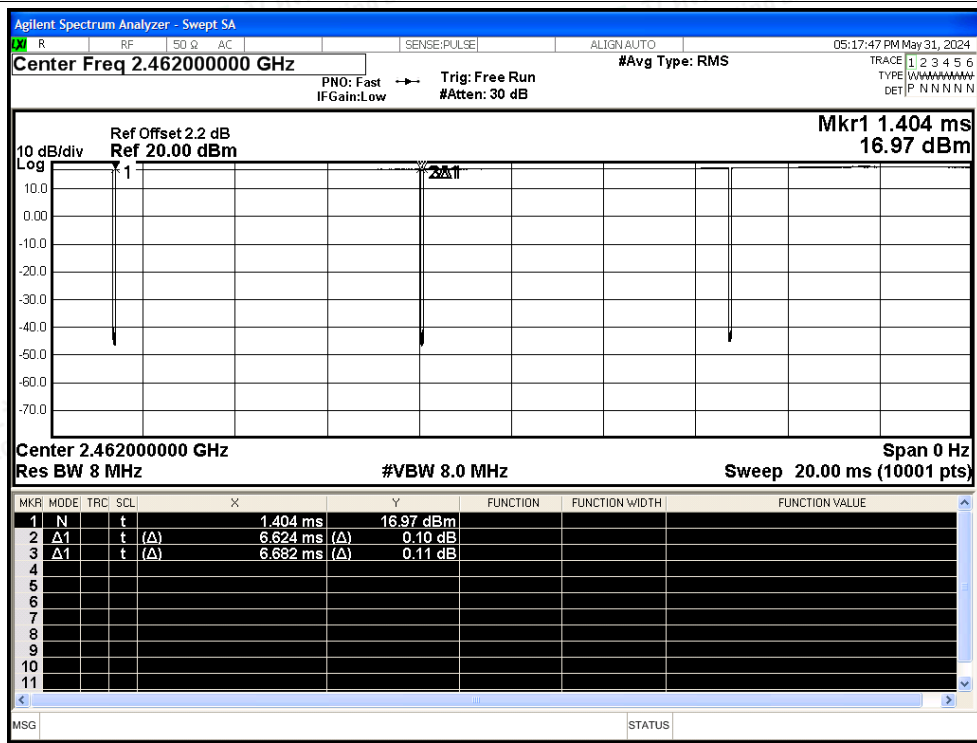 Agilent Spectrum Analyzer - Swept SA
LXI R RF 50 Ω AC SENSE:PULSE ALIGN AUTO 05:17:47 PM May 31, 2024
Center Freq 2.462000000 GHz #Avg Type: RMS TRACE 1 2 3 4 5 6
PNO: Fast Trig: Free Run TYPE WWWWWW
IFGain:Low #Atten: 30 dB DET P N N N N N
Mkr1 1.404 ms
Ref Offset 2.2 dB
10 dB/div Ref 20.00 dBm 16.97 dBm
Log
1 2Δ1
10.0
0.00
-10.0
-20.0
-30.0
-40.0
-50.0
-60.0
-70.0
Center 2.462000000 GHz Span 0 Hz
Res BW 8 MHz #VBW 8.0 MHz Sweep 20.00 ms (10001 pts)
MKR MODE TRC SCL X Y FUNCTION FUNCTION WIDTH FUNCTION VALUE
1 N t 1.404 ms 16.97 dBm
2 Δ1 t (Δ) 6.624 ms (Δ) 0.10 dB
3 Δ1 t (Δ) 6.682 ms (Δ) 0.11 dB
4
5
6
7
8
9
10
11
MSG STATUS